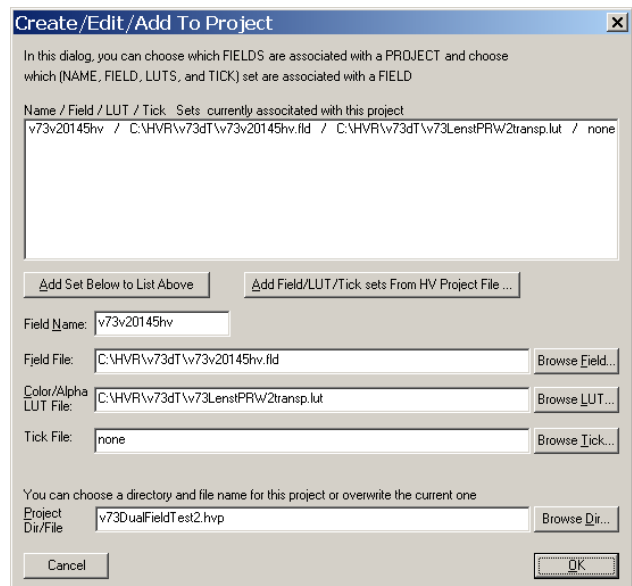 Create/Edit/Add To Project
In this dialog, you can choose which FIELDS are associated with a PROJECT and choose
which (NAME, FIELD, LUTS, and TICK) set are associated with a FIELD
Name / Field / LUT / Tick Sets currently associtated with this project
v73v20145hv / C:\HVR\v73dT\v73v20145hv.fld / C:\HVR\v73dT\v73LenstPRW2transp.lut / none
Add Set Below to List Above
Add Field/LUT/Tick sets From HV Project File ...
Field Name: v73v20145hv
Field File: C:\HVR\v73dT\v73v20145hv.fld Browse Field...
Color/Alpha
LUT File: C:\HVR\v73dT\v73LenstPRW2transp.lut Browse LUT...
Tick File: none Browse Tick...
You can choose a directory and file name for this project or overwrite the current one
Project
Dir/File v73DualFieldTest2.hvp Browse Dir...
Cancel OK